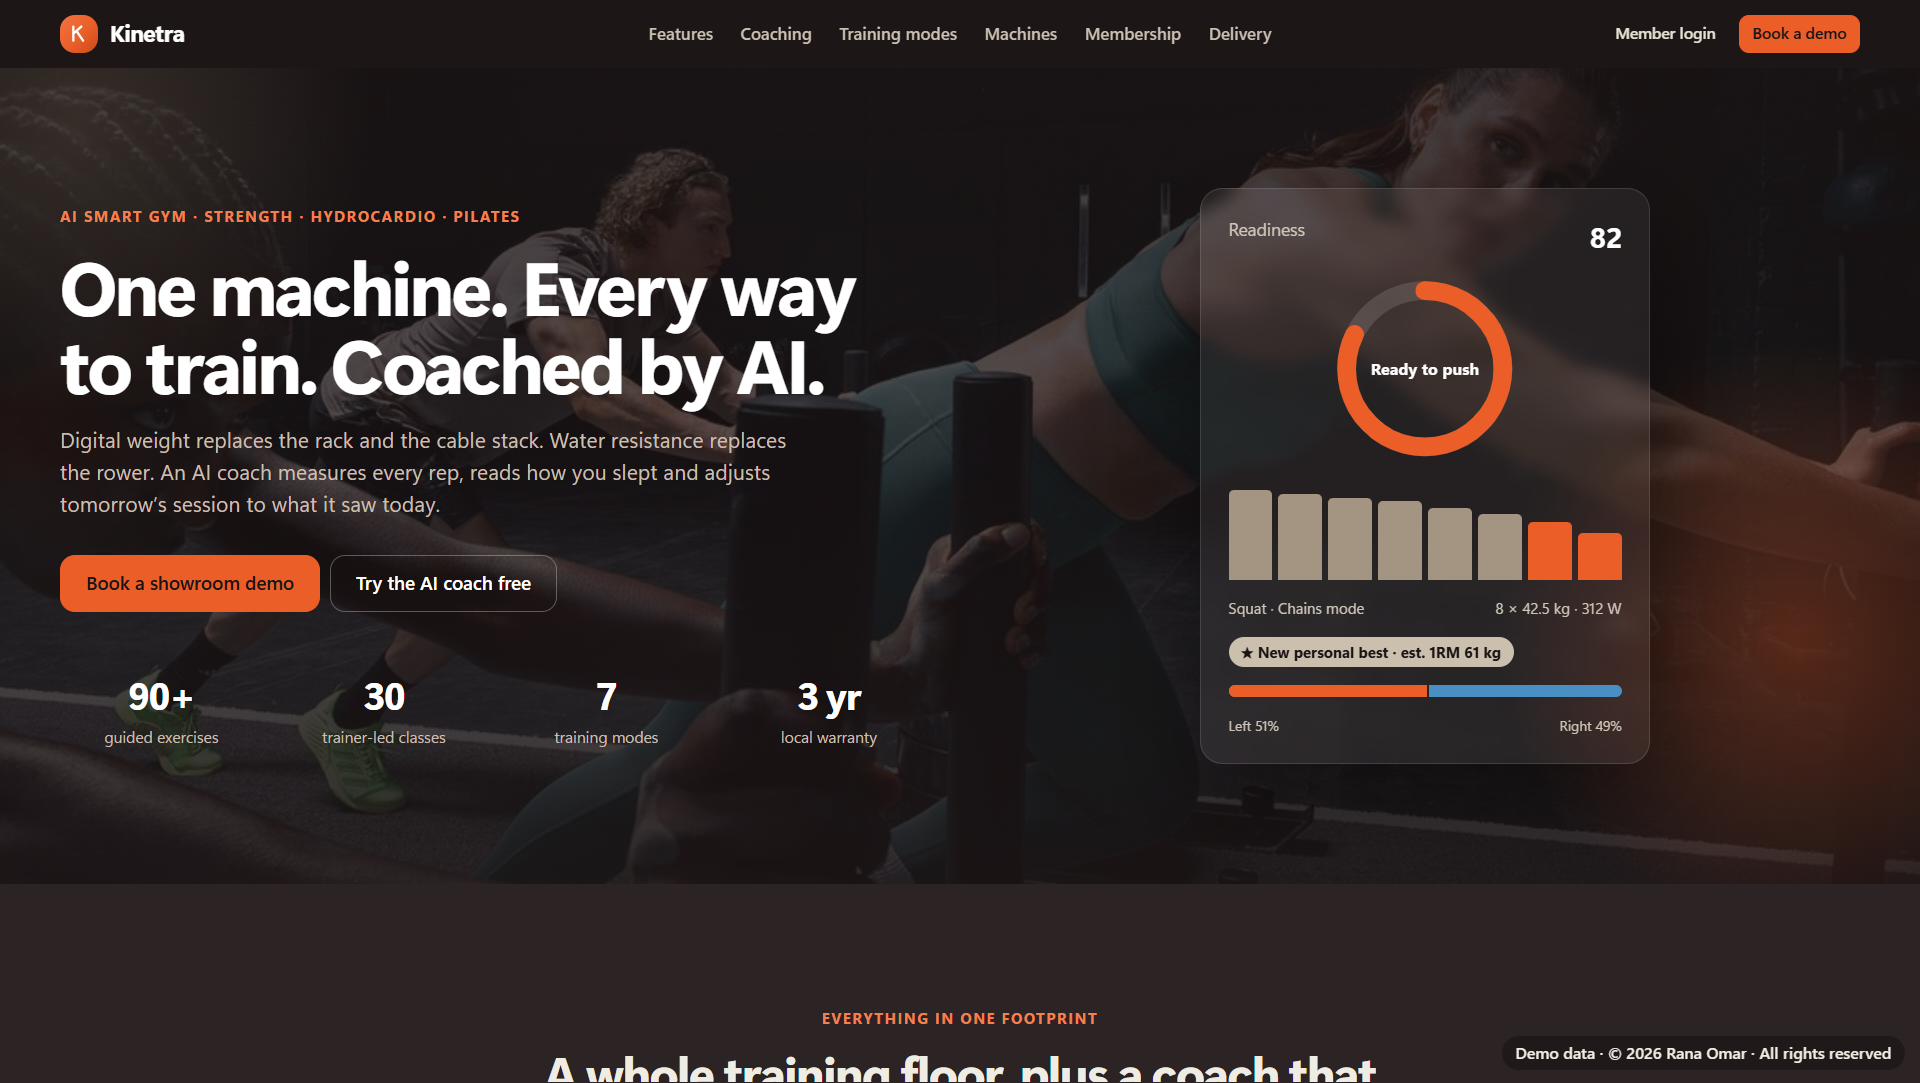 Kinetra
Features Coaching Training modes Machines Membership Delivery
Member login
Book a demo
AI SMART GYM · STRENGTH · HYDROCARDIO · PILATES
One machine. Every way
to train. Coached by AI.
Digital weight replaces the rack and the cable stack. Water resistance replaces
the rower. An AI coach measures every rep, reads how you slept and adjusts
tomorrow’s session to what it saw today.
Book a showroom demo
Try the AI coach free
90+
guided exercises
30
trainer-led classes
7
training modes
3 yr
local warranty
Readiness
82
Ready to push
Squat · Chains mode
8 × 42.5 kg · 312 W
★ New personal best · est. 1RM 61 kg
Left 51%
Right 49%
EVERYTHING IN ONE FOOTPRINT
A whole training floor, plus a coach that
Demo data · © 2026 Rana Omar · All rights reserved